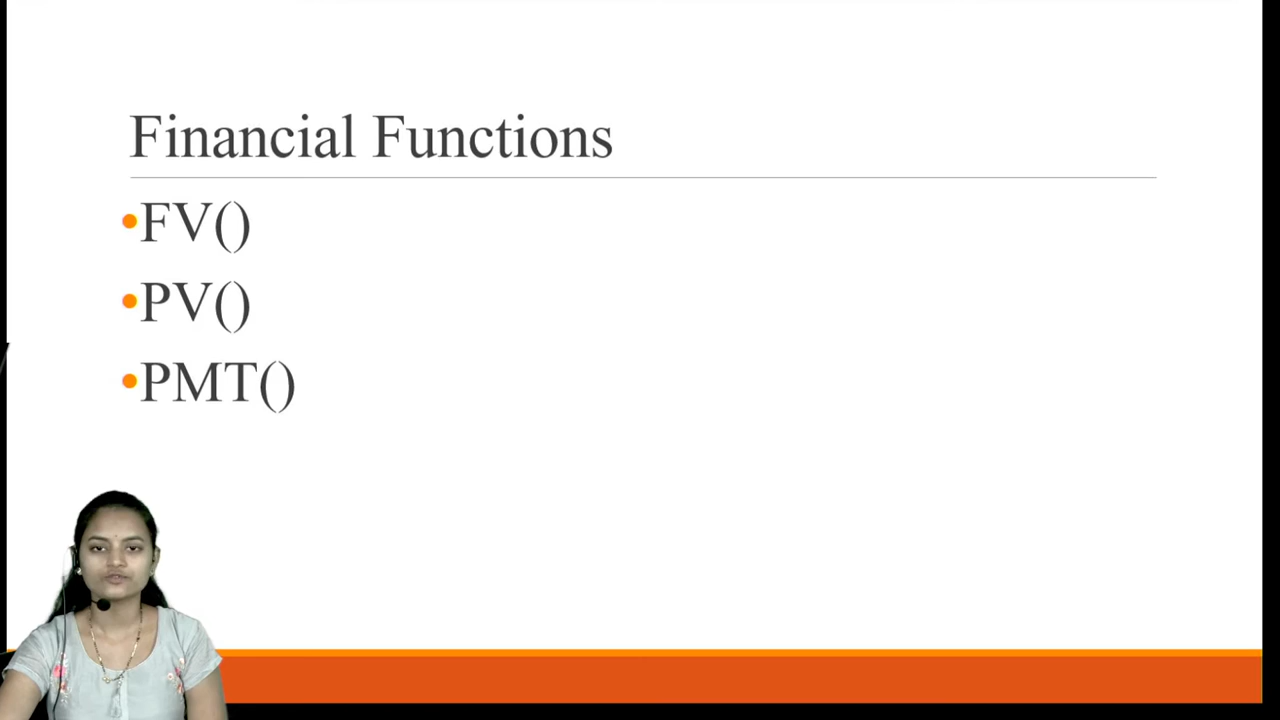 Financial Functions
•FV()
•PV()
•PMT()